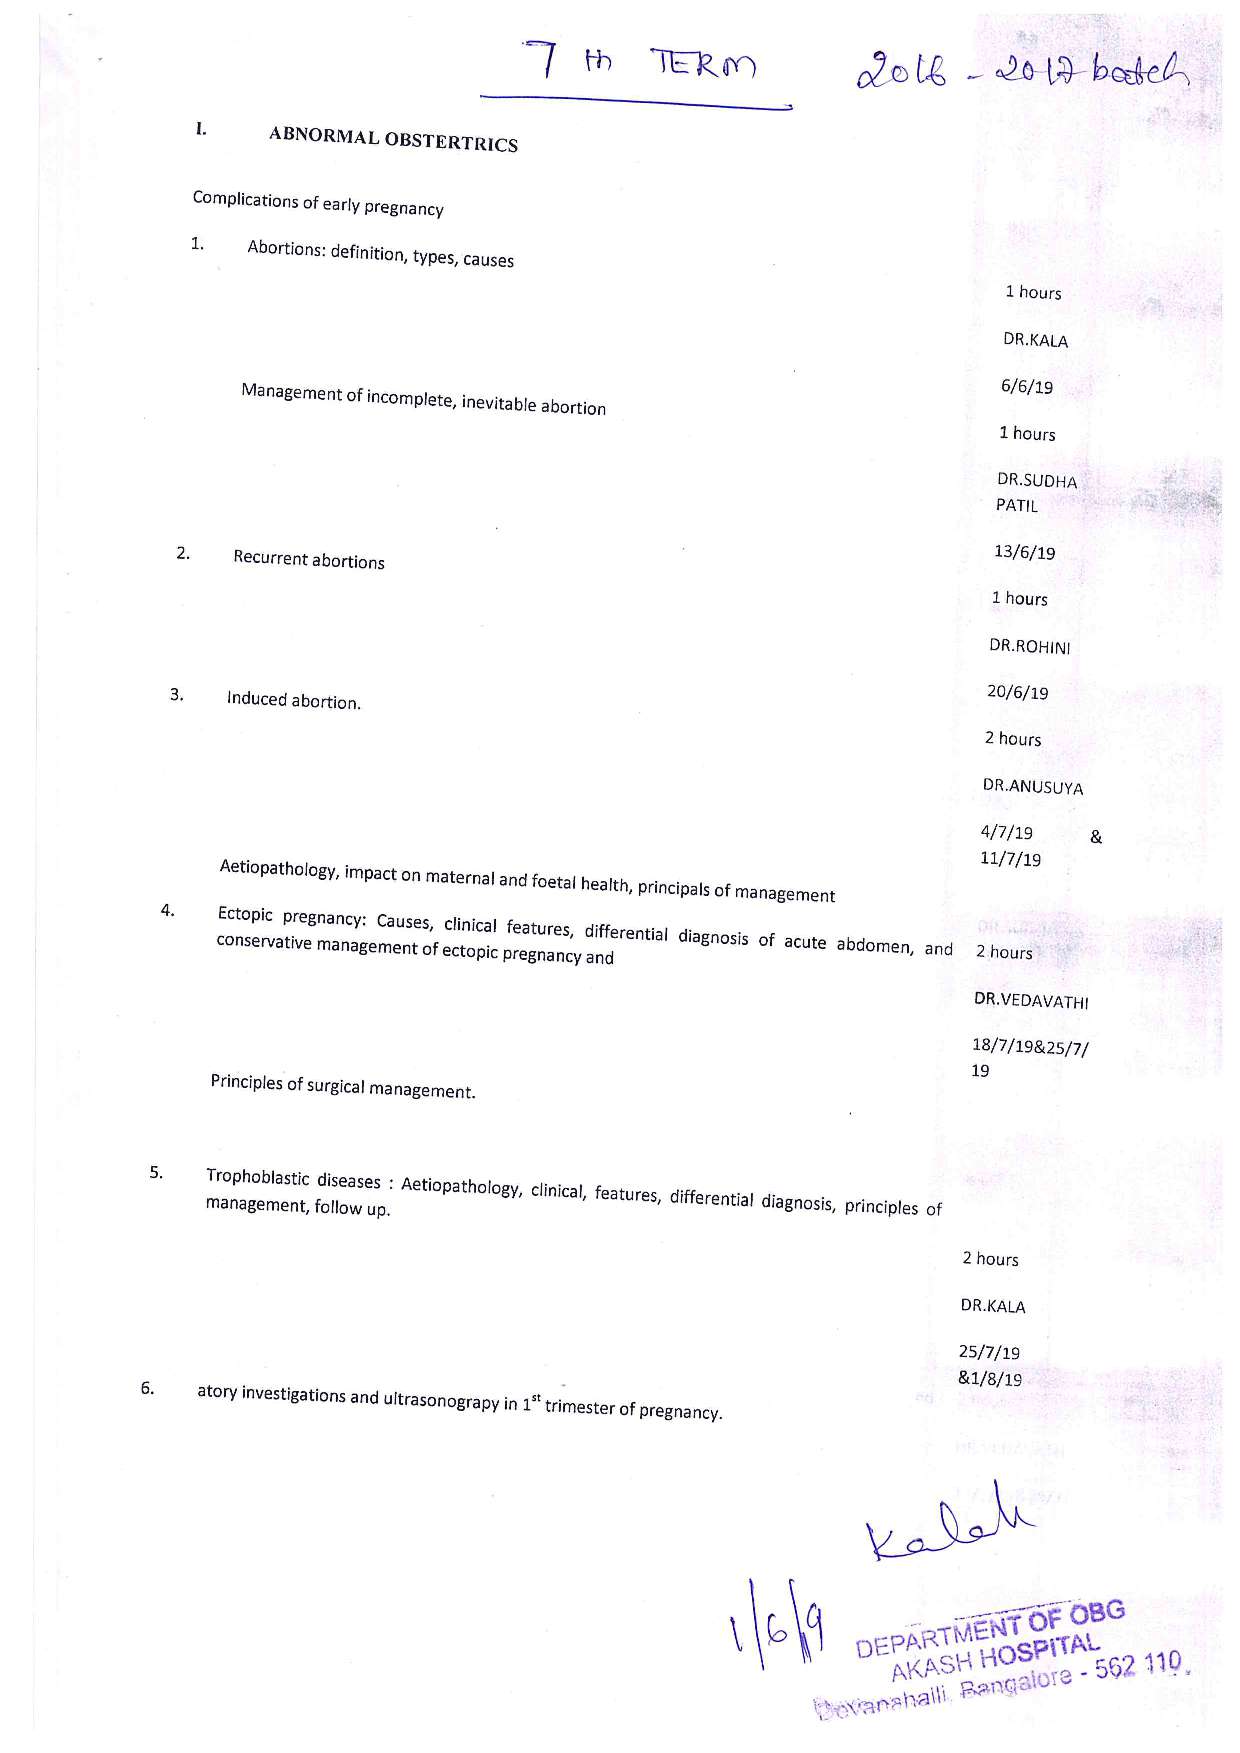 7 th TERM 2016 - 2017 batch
I. ABNORMAL OBSTERTRICS
Complications of early pregnancy
1. Abortions: definition, types, causes
1 hours
DR.KALA
6/6/19
Management of incomplete, inevitable abortion
1 hours
DR.SUDHA
PATIL
13/6/19
2. Recurrent abortions
1 hours
DR.ROHINI
20/6/19
3. Induced abortion.
2 hours
DR.ANUSUYA
4/7/19 &
11/7/19
Aetiopathology, impact on maternal and foetal health, principals of management
4. Ectopic pregnancy: Causes, clinical features, differential diagnosis of acute abdomen, and
conservative management of ectopic pregnancy and
2 hours
DR.VEDAVATHI
18/7/19&25/7/
19
Principles of surgical management.
5. Trophoblastic diseases : Aetiopathology, clinical, features, differential diagnosis, principles of
management, follow up.
2 hours
DR.KALA
25/7/19
&1/8/19
6. atory investigations and ultrasonograpy in 1st trimester of pregnancy.
1/6/19
DEPARTMENT OF OBG
AKASH HOSPITAL
Devanahalli, Bangalore - 562 110.